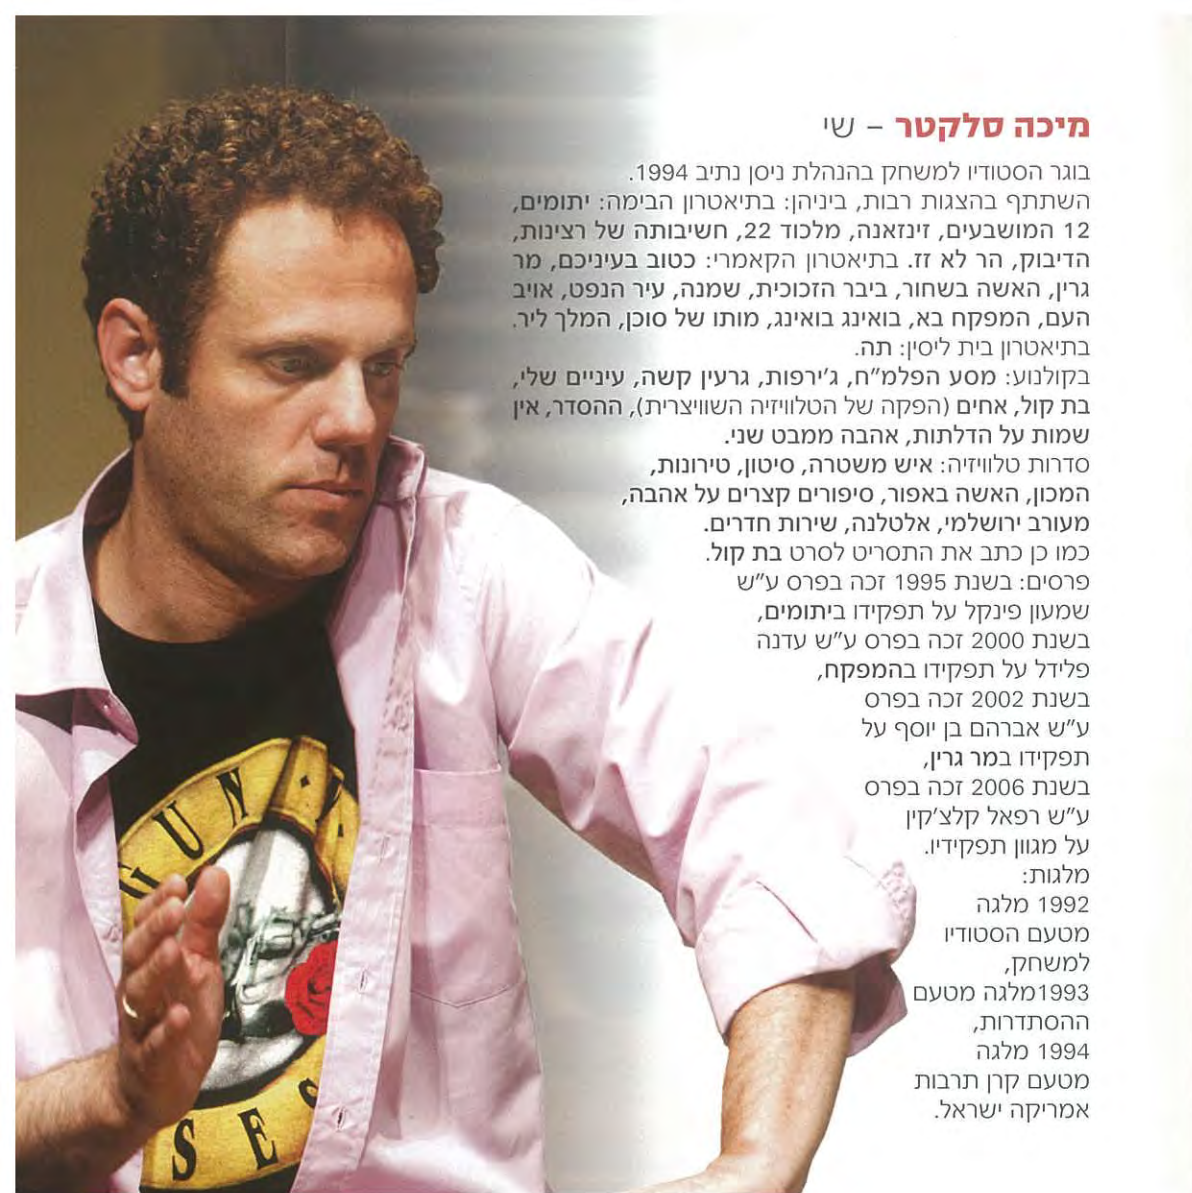 מיכה סלקטר – שי
בוגר הסטודיו למשחק בהנהלת ניסן נתיב 1994.
השתתף בהצגות רבות, ביניהן: בתיאטרון הבימה: יתומים,
12 המושבעים, זינזאנה, מלכוד 22, חשיבותה של רצינות,
הדיבוק, הר לא זז. בתיאטרון הקאמרי: כטוב בעיניכם, מר
גרין, האשה בשחור, ביבר הזכוכית, שמנה, עיר הנפט, אויב
העם, המפקח בא, בואינג בואינג, מותו של סוכן, המלך ליר.
בתיאטרון בית ליסין: תה.
בקולנוע: מסע הפלמ"ח, ג'ירפות, גרעין קשה, עיניים שלי,
בת קול, אחים (הפקה של הטלוויזיה השוויצרית), ההסדר, אין
שמות על הדלתות, אהבה ממבט שני.
סדרות טלוויזיה: איש משטרה, סיטון, טירונות,
המכון, האשה באפור, סיפורים קצרים על אהבה,
מעורב ירושלמי, אלטלנה, שירות חדרים.
כמו כן כתב את התסריט לסרט בת קול.
פרסים: בשנת 1995 זכה בפרס ע"ש
שמעון פינקל על תפקידו ביתומים,
בשנת 2000 זכה בפרס ע"ש עדנה
פלידל על תפקידו בהמפקח,
בשנת 2002 זכה בפרס
ע"ש אברהם בן יוסף על
תפקידו במר גרין,
בשנת 2006 זכה בפרס
ע"ש רפאל קלצ'קין
על מגוון תפקידיו.
מלגות:
1992 מלגה
מטעם הסטודיו
למשחק,
1993מלגה מטעם
ההסתדרות,
1994 מלגה
מטעם קרן תרבות
אמריקה ישראל.
GUN N
SES